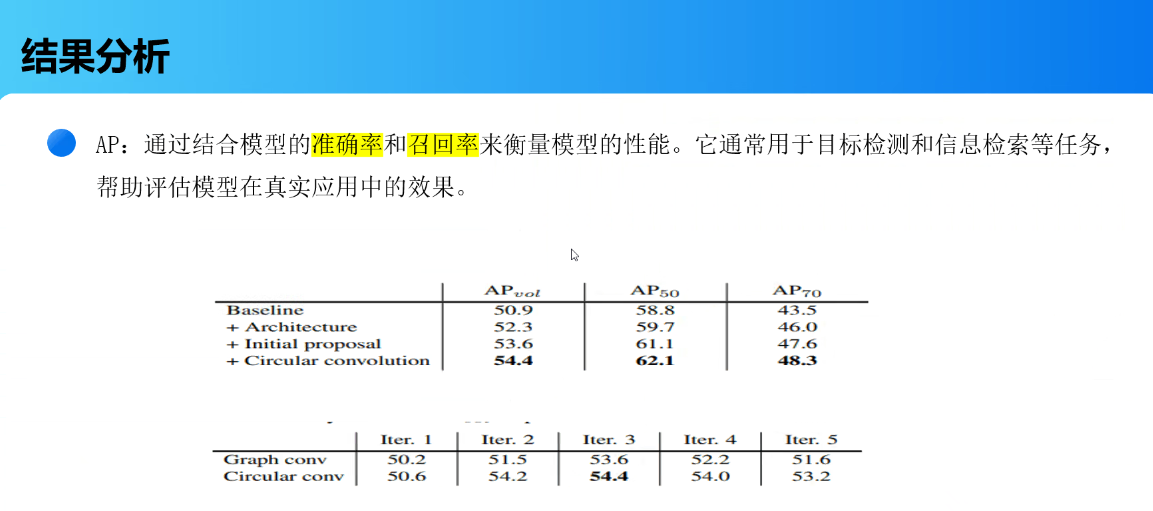 结果分析
AP：通过结合模型的准确率和召回率来衡量模型的性能。它通常用于目标检测和信息检索等任务，
帮助评估模型在真实应用中的效果。
APvol AP50 AP70
Baseline 50.9 58.8 43.5
+ Architecture 52.3 59.7 46.0
+ Initial proposal 53.6 61.1 47.6
+ Circular convolution 54.4 62.1 48.3
Iter. 1 Iter. 2 Iter. 3 Iter. 4 Iter. 5
Graph conv 50.2 51.5 53.6 52.2 51.6
Circular conv 50.6 54.2 54.4 54.0 53.2